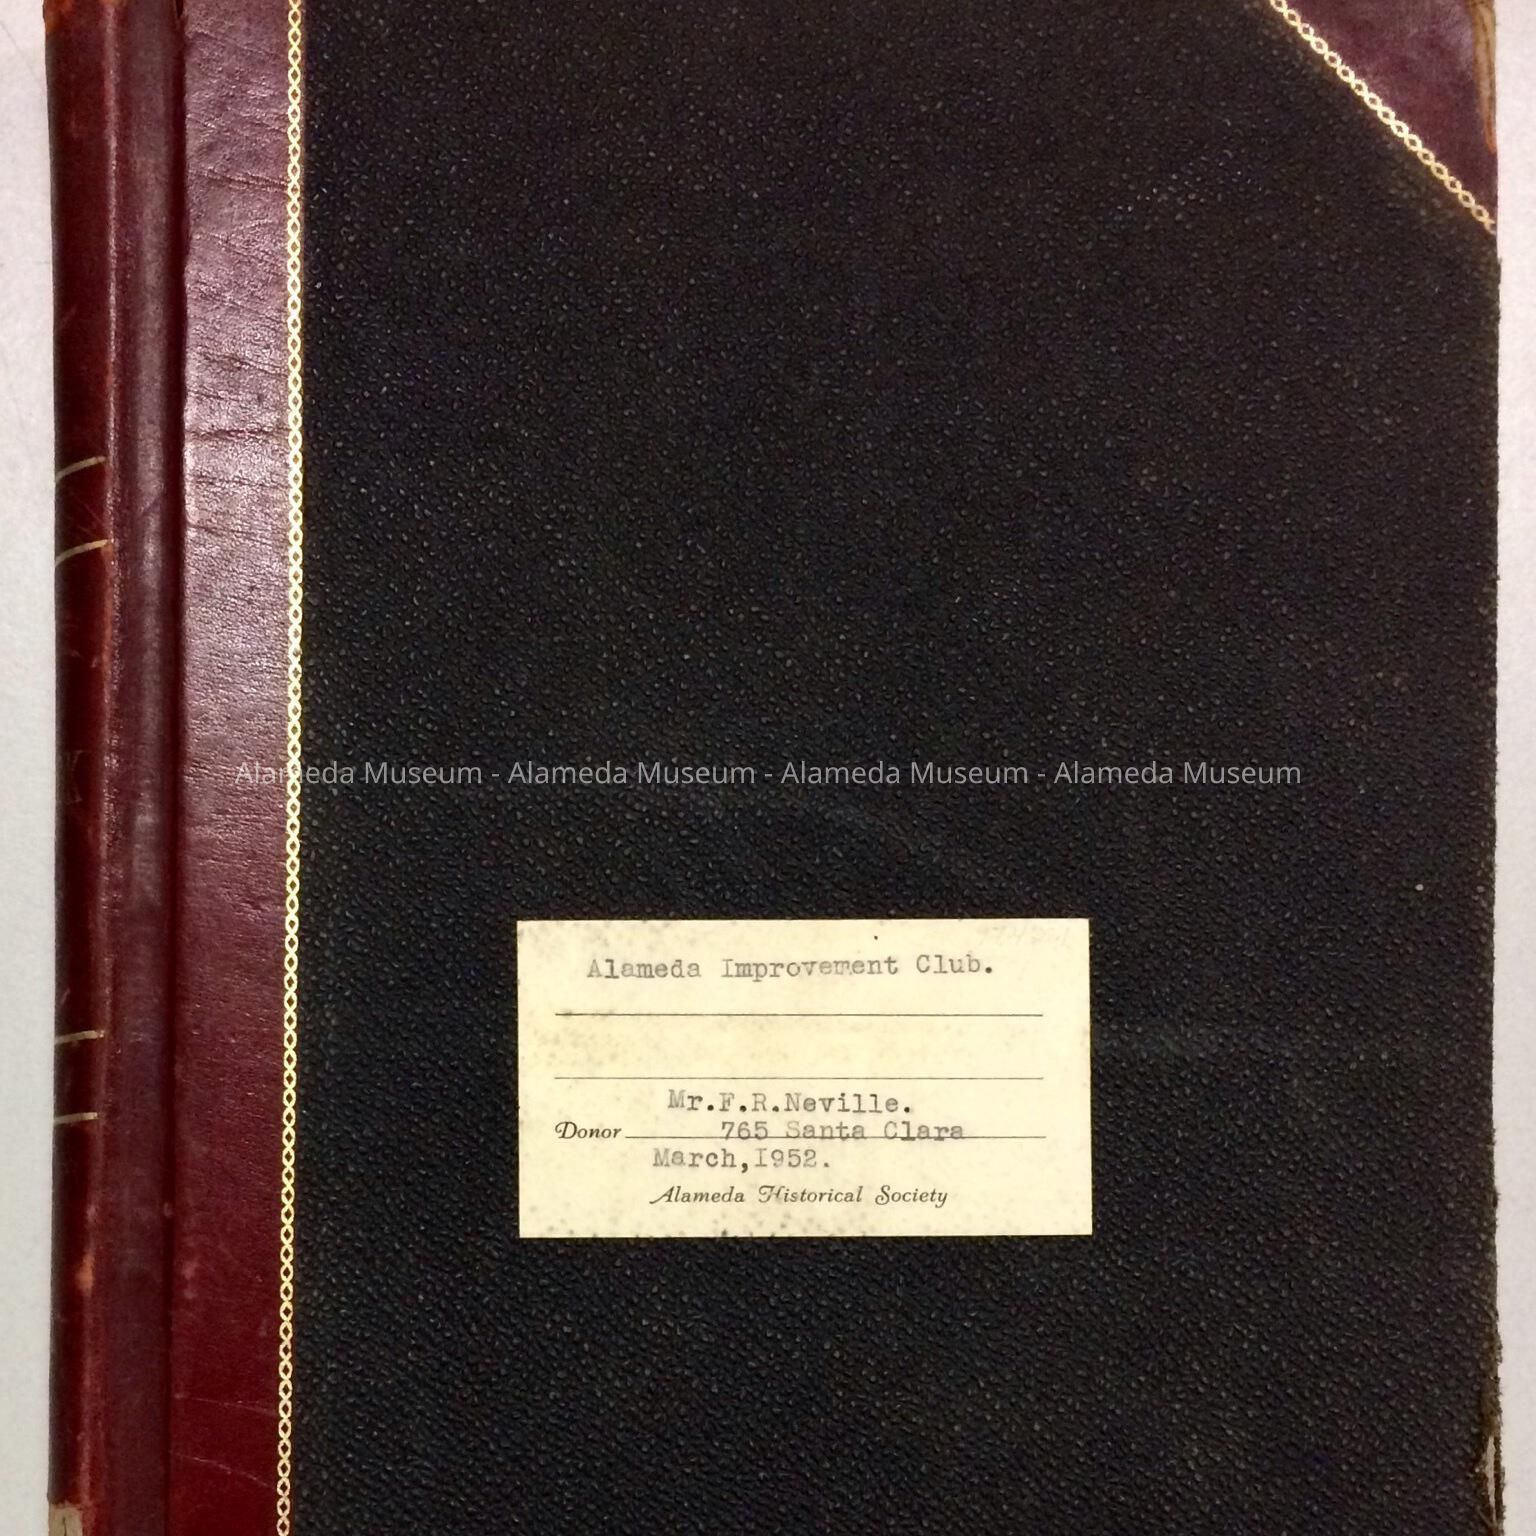 Alameda Museum - Alameda Museum - Alameda Museum - Alameda Museum
Alameda Improvement Club.
Mr.F.R.Neville.
Donor 765 Santa Clara
March,I952.
Alameda Historical Society